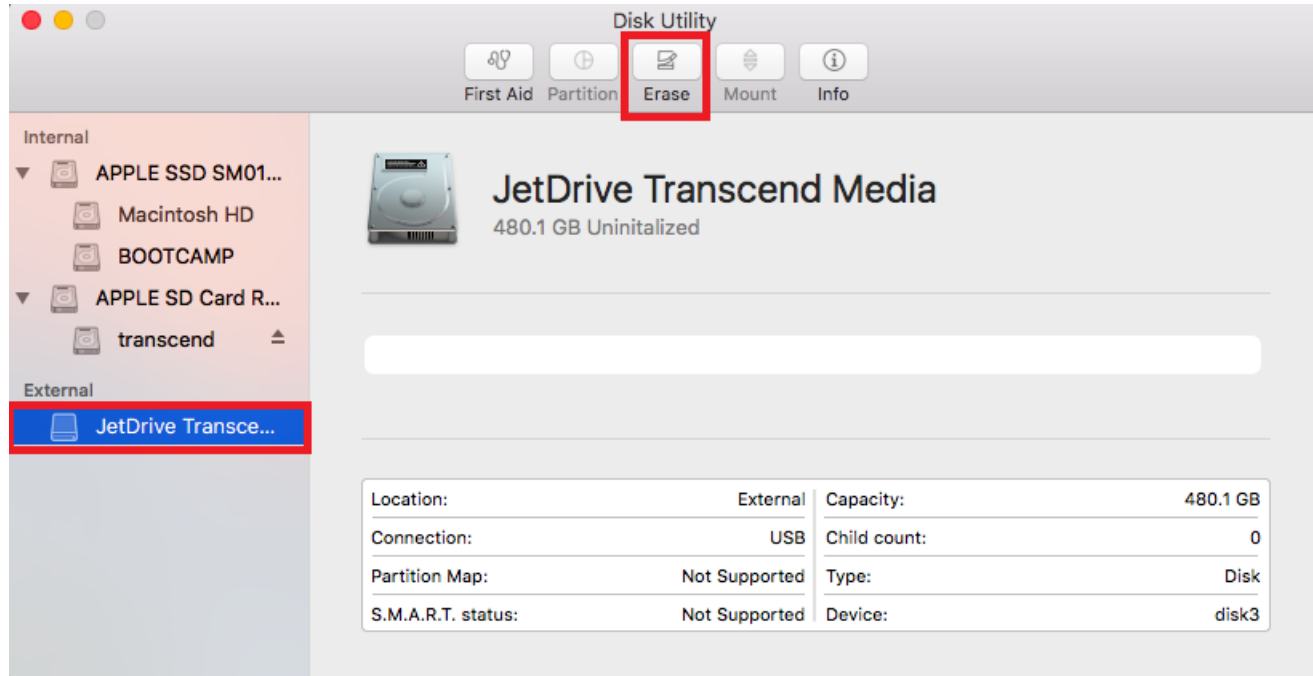 Disk Utility
First Aid Partition Erase Mount Info
Internal
APPLE SSD SM01...
Macintosh HD
BOOTCAMP
APPLE SD Card R...
transcend
External
JetDrive Transce...
JetDrive Transcend Media
480.1 GB Uninitalized
Location: External Capacity: 480.1 GB
Connection: USB Child count: 0
Partition Map: Not Supported Type: Disk
S.M.A.R.T. status: Not Supported Device: disk3